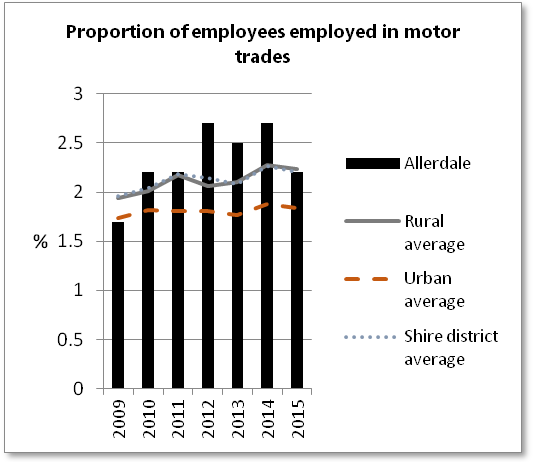 Proportion of employees employed in motor
trades
3
2.5
2
1.5
1
0.5
0
%
2009
2010
2011
2012
2013
2014
2015
Allerdale
Rural
average
Urban
average
Shire district
average